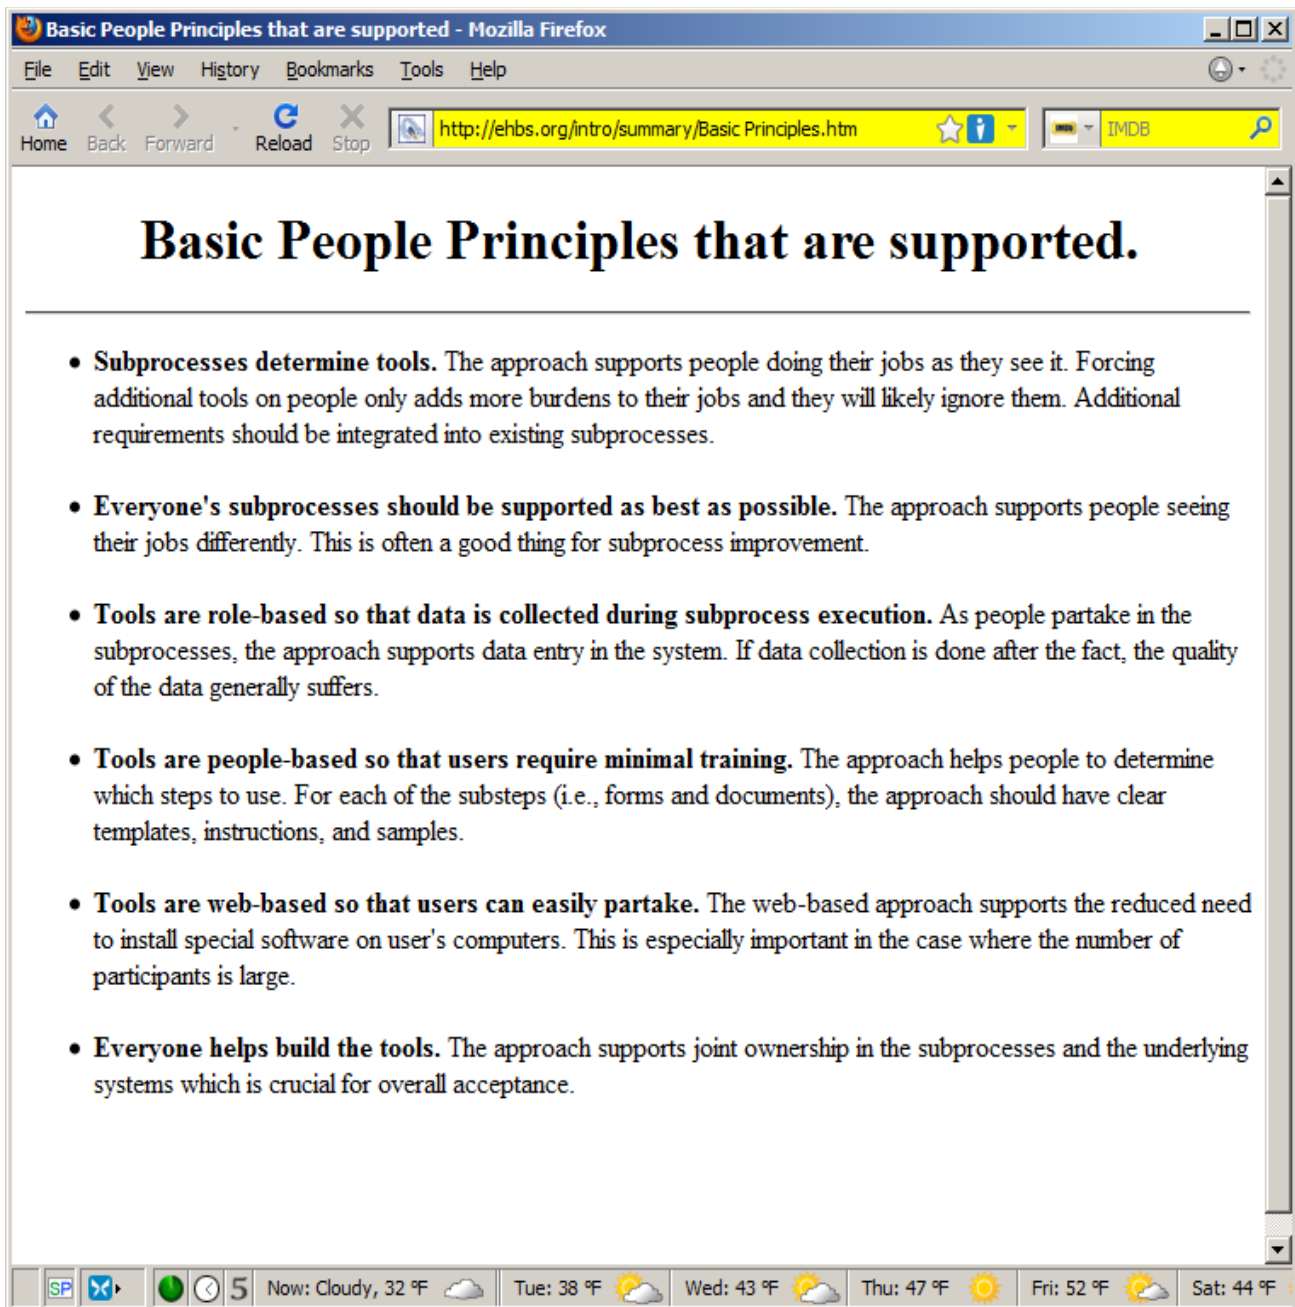 Basic People Principles that are supported - Mozilla Firefox
File Edit View History Bookmarks Tools Help
Home Back Forward Reload Stop http://ehbs.org/intro/summary/Basic Principles.htm IMDB
Basic People Principles that are supported.
• Subprocesses determine tools. The approach supports people doing their jobs as they see it. Forcing
additional tools on people only adds more burdens to their jobs and they will likely ignore them. Additional
requirements should be integrated into existing subprocesses.
• Everyone's subprocesses should be supported as best as possible. The approach supports people seeing
their jobs differently. This is often a good thing for subprocess improvement.
• Tools are role-based so that data is collected during subprocess execution. As people partake in the
subprocesses, the approach supports data entry in the system. If data collection is done after the fact, the quality
of the data generally suffers.
• Tools are people-based so that users require minimal training. The approach helps people to determine
which steps to use. For each of the substeps (i.e., forms and documents), the approach should have clear
templates, instructions, and samples.
• Tools are web-based so that users can easily partake. The web-based approach supports the reduced need
to install special software on user's computers. This is especially important in the case where the number of
participants is large.
• Everyone helps build the tools. The approach supports joint ownership in the subprocesses and the underlying
systems which is crucial for overall acceptance.
SP 5 Now: Cloudy, 32 °F Tue: 38 °F Wed: 43 °F Thu: 47 °F Fri: 52 °F Sat: 44 °F